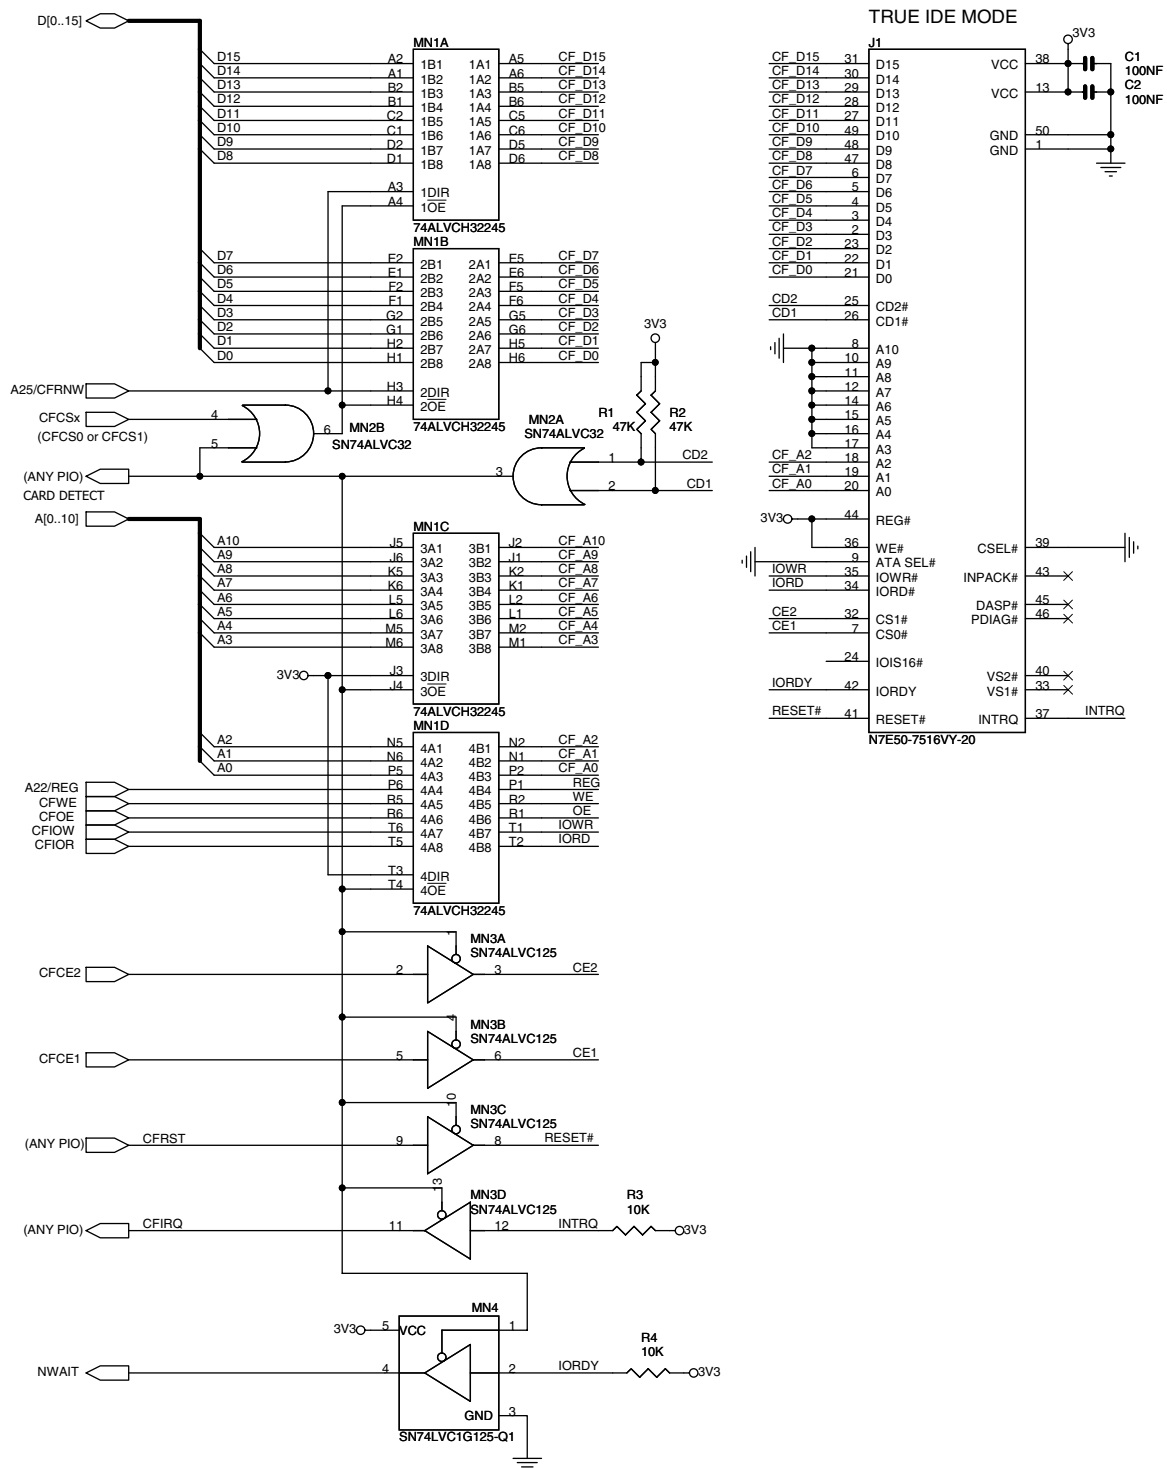 TRUE IDE MODE
D[0..15]
MN1A
D15 A2 1B1 1A1 A5 CF_D15
D14 A1 1B2 1A2 A6 CF_D14
D13 B2 1B3 1A3 B5 CF_D13
D12 B1 1B4 1A4 B6 CF_D12
D11 C2 1B5 1A5 C5 CF_D11
D10 C1 1B6 1A6 C6 CF_D10
D9 D2 1B7 1A7 D5 CF_D9
D8 D1 1B8 1A8 D6 CF_D8
A3 1DIR
A4 1OE
74ALVCH32245
MN1B
D7 E2 2B1 2A1 E5 CF_D7
D6 E1 2B2 2A2 E6 CF_D6
D5 F2 2B3 2A3 F5 CF_D5
D4 F1 2B4 2A4 F6 CF_D4
D3 G2 2B5 2A5 G5 CF_D3
D2 G1 2B6 2A6 G6 CF_D2
D1 H2 2B7 2A7 H5 CF_D1
D0 H1 2B8 2A8 H6 CF_D0
A25/CFRNW H3 2DIR
H4 2OE
74ALVCH32245
CFCSx 4
(CFCS0 or CFCS1)
5 6
MN2B
SN74ALVC32
3V3
R1 47K
R2 47K
MN2A
SN74ALVC32
1 CD2
2 CD1
3
(ANY PIO)
CARD DETECT
A[0..10]
MN1C
A10 J5 3A1 3B1 J2 CF_A10
A9 J6 3A2 3B2 J1 CF_A9
A8 K5 3A3 3B3 K2 CF_A8
A7 K6 3A4 3B4 K1 CF_A7
A6 L5 3A5 3B5 L2 CF_A6
A5 L6 3A6 3B6 L1 CF_A5
A4 M5 3A7 3B7 M2 CF_A4
A3 M6 3A8 3B8 M1 CF_A3
3V3 J3 3DIR
J4 3OE
74ALVCH32245
MN1D
A2 N5 4A1 4B1 N2 CF_A2
A1 N6 4A2 4B2 N1 CF_A1
A0 P5 4A3 4B3 P2 CF_A0
A22/REG P6 4A4 4B4 P1 REG
CFWE R5 4A5 4B5 R2 WE
CFOE R6 4A6 4B6 R1 OE
CFIOW T6 4A7 4B7 T1 IOWR
CFIOR T5 4A8 4B8 T2 IORD
T3 4DIR
T4 4OE
74ALVCH32245
1 MN3A
SN74ALVC125
CFCE2 2 3 CE2
4 MN3B
SN74ALVC125
CFCE1 5 6 CE1
10 MN3C
SN74ALVC125
(ANY PIO) CFRST 9 8 RESET#
13 MN3D
SN74ALVC125
R3
10K
(ANY PIO) CFIRQ 11 12 INTRQ 3V3
MN4
3V3 5 VCC 1
R4
10K
NWAIT 4 2 IORDY 3V3
GND 3
SN74LVC1G125-Q1
J1
3V3
CF_D15 31 D15 VCC 38
C1
100NF
CF_D14 30 D14
CF_D13 29 D13 VCC 13
C2
100NF
CF_D12 28 D12
CF_D11 27 D11
CF_D10 49 D10 GND 50
CF_D9 48 D9 GND 1
CF_D8 47 D8
CF_D7 6 D7
CF_D6 5 D6
CF_D5 4 D5
CF_D4 3 D4
CF_D3 2 D3
CF_D2 23 D2
CF_D1 22 D1
CF_D0 21 D0
CD2 25 CD2#
CD1 26 CD1#
8 A10
10 A9
11 A8
12 A7
14 A6
15 A5
16 A4
17 A3
CF_A2 18 A2
CF_A1 19 A1
CF_A0 20 A0
3V3 44 REG#
36 WE# CSEL# 39
9 ATA SEL#
IOWR 35 IOWR# INPACK# 43
IORD 34 IORD#
DASP# 45
CE2 32 CS1# PDIAG# 46
CE1 7 CS0#
24 IOIS16#
VS2# 40
IORDY 42 IORDY VS1# 33
RESET# 41 RESET# INTRQ 37 INTRQ
N7E50-7516VY-20